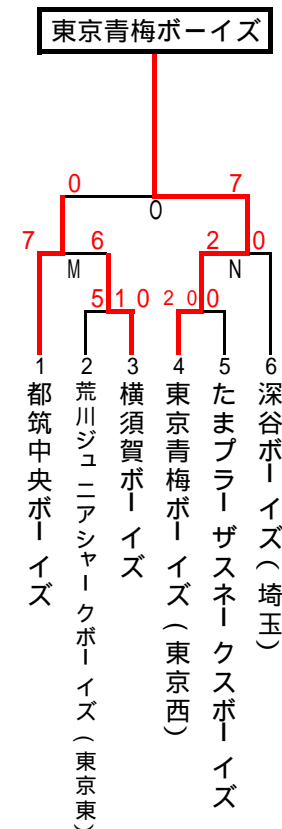 東京青梅ボーイズ
0 7
O
7 6 2 0
M N
5 10 20 0
1 2 3 4 5 6
都筑中央ボーイズ
荒川ジュニアシャークボーイズ(東京東)
横須賀ボーイズ
東京青梅ボーイズ(東京西)
たまプラーザスネークスボーイズ
深谷ボーイズ(埼玉)